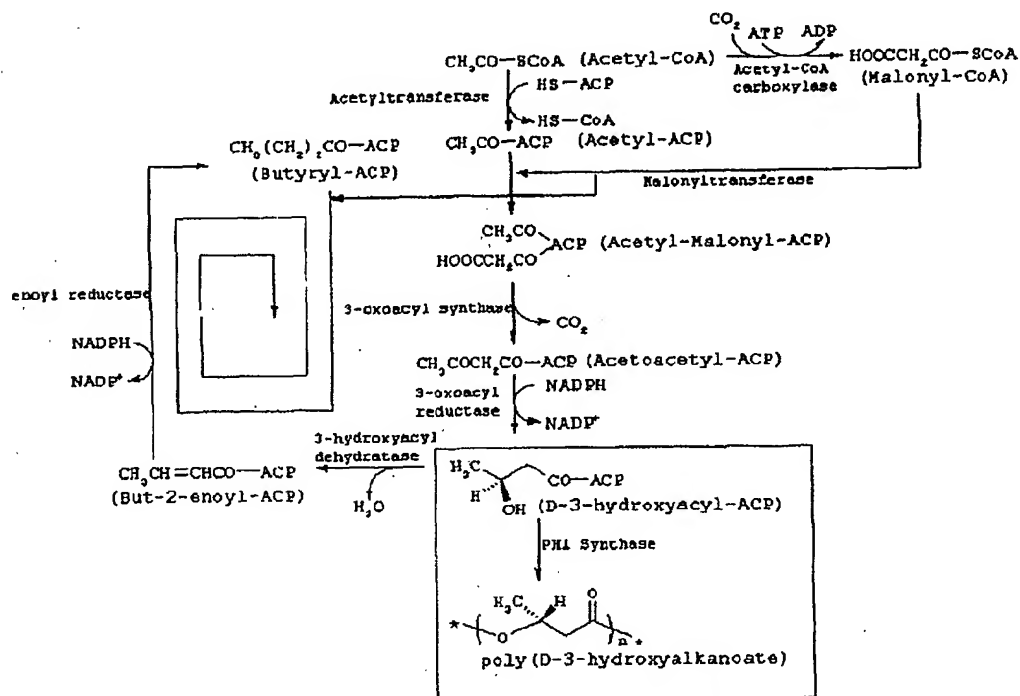 CO2 ATP ADP
CH3CO—SCoA (Acetyl-CoA)
HOOCCH2CO—SCoA
(Malonyl-CoA)
Acetyl-CoA
carboxylase
Acetyltransferase
HS—ACP
HS—CoA
CH3CO—ACP (Acetyl-ACP)
(CH2)2CO—ACP
(Butyryl-ACP)
Malonyltransferase
CH3CO
HOOCCH2CO
ACP (Acetyl-Malonyl-ACP)
enoyl reductase
3-oxoacyl synthase
CO2
NADPH
NADP+
CH3COCH2CO—ACP (Acetoacetyl-ACP)
3-oxoacyl
reductase
NADPH
NADP+
3-hydroxyacyl
dehydratase
H2O
CH3CH=CHCO—ACP
(But-2-enoyl-ACP)
H3C
H
OH
CO—ACP
(D-3-hydroxyacyl-ACP)
Synthase
H3C H O
* ( O ) n *
poly(D-3-hydroxyalkanoate)